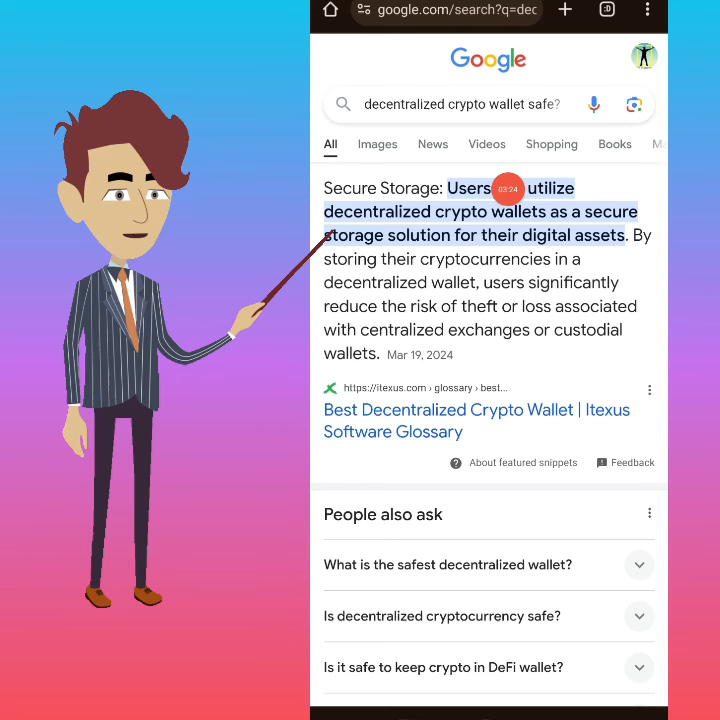 google.com/search?q=dec
:D
Google
decentralized crypto wallet safe?
All Images News Videos Shopping Books
Secure Storage: Users utilize
03:24
decentralized crypto wallets as a secure
storage solution for their digital assets. By
storing their cryptocurrencies in a
decentralized wallet, users significantly
reduce the risk of theft or loss associated
with centralized exchanges or custodial
wallets. Mar 19, 2024
https://itexus.com › glossary › best...
Best Decentralized Crypto Wallet | Itexus
Software Glossary
About featured snippets Feedback
People also ask
What is the safest decentralized wallet?
Is decentralized cryptocurrency safe?
Is it safe to keep crypto in DeFi wallet?